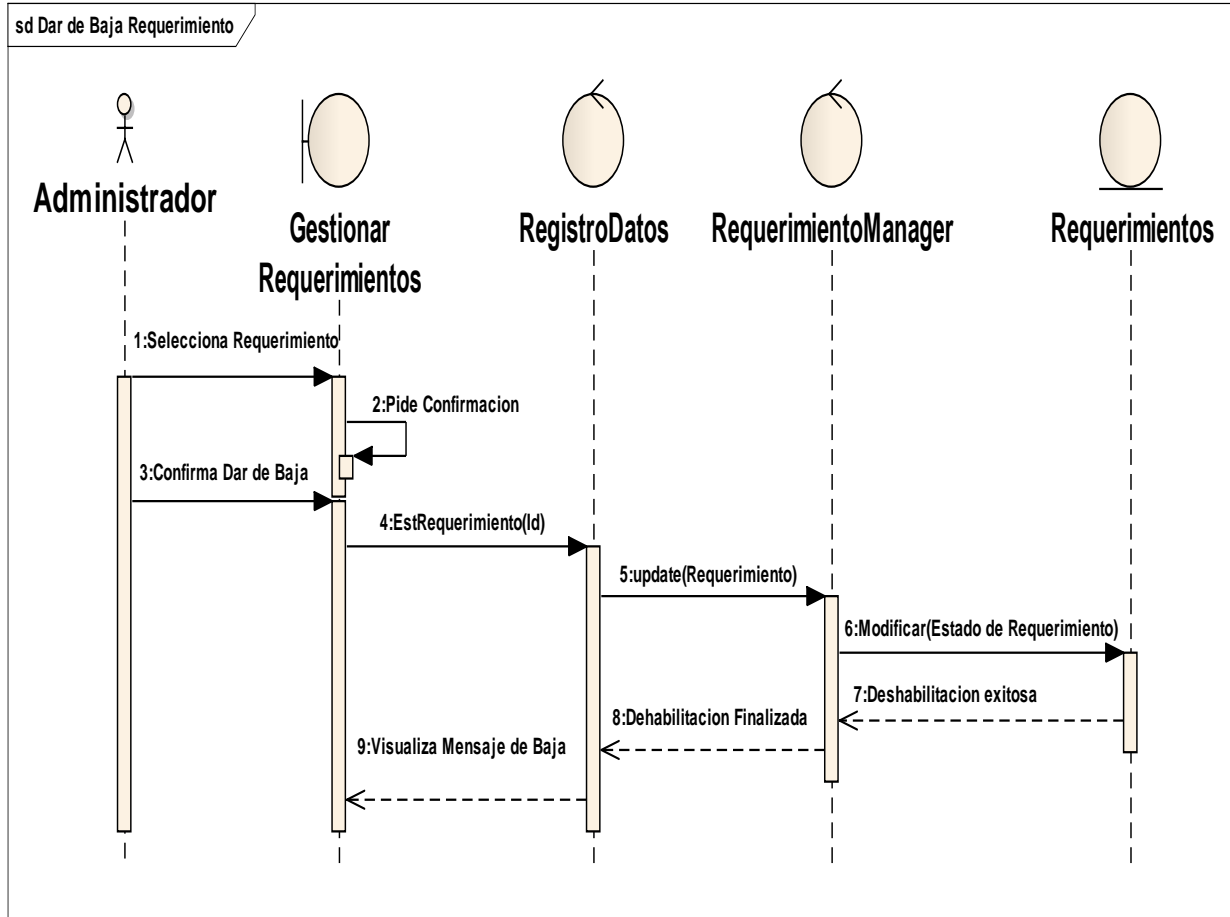 sd Dar de Baja Requerimiento
Administrador
Gestionar
Requerimientos
RegistroDatos
RequerimientoManager
Requerimientos
1:Selecciona Requerimiento
2:Pide Confirmacion
3:Confirma Dar de Baja
4:EstRequerimiento(Id)
5:update(Requerimiento)
6:Modificar(Estado de Requerimiento)
7:Deshabilitacion exitosa
8:Dehabilitacion Finalizada
9:Visualiza Mensaje de Baja